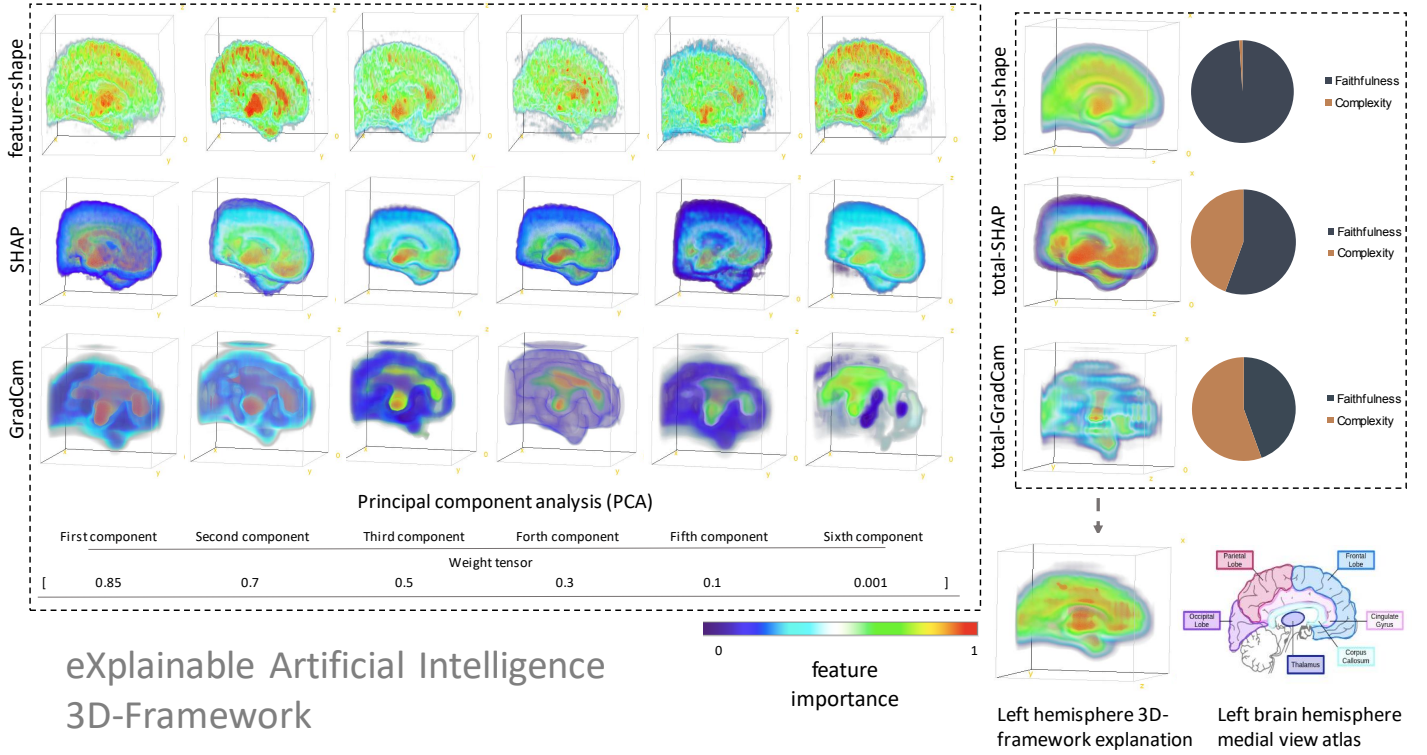 feature-shape
SHAP
GradCam
Principal component analysis (PCA)
First component
Second component
Third component
Forth component
Fifth component
Sixth component
Weight tensor
[ 0.85 0.7 0.5 0.3 0.1 0.001 ]
total-shape
Faithfulness
Complexity
total-SHAP
Faithfulness
Complexity
total-GradCam
Faithfulness
Complexity
0 1
feature
importance
eXplainable Artificial Intelligence
3D-Framework
Parietal
Lobe
Frontal
Lobe
Occipital
Lobe
Cingulate
Gyrus
Corpus
Callosum
Thalamus
Left hemisphere 3D-
framework explanation
Left brain hemisphere
medial view atlas